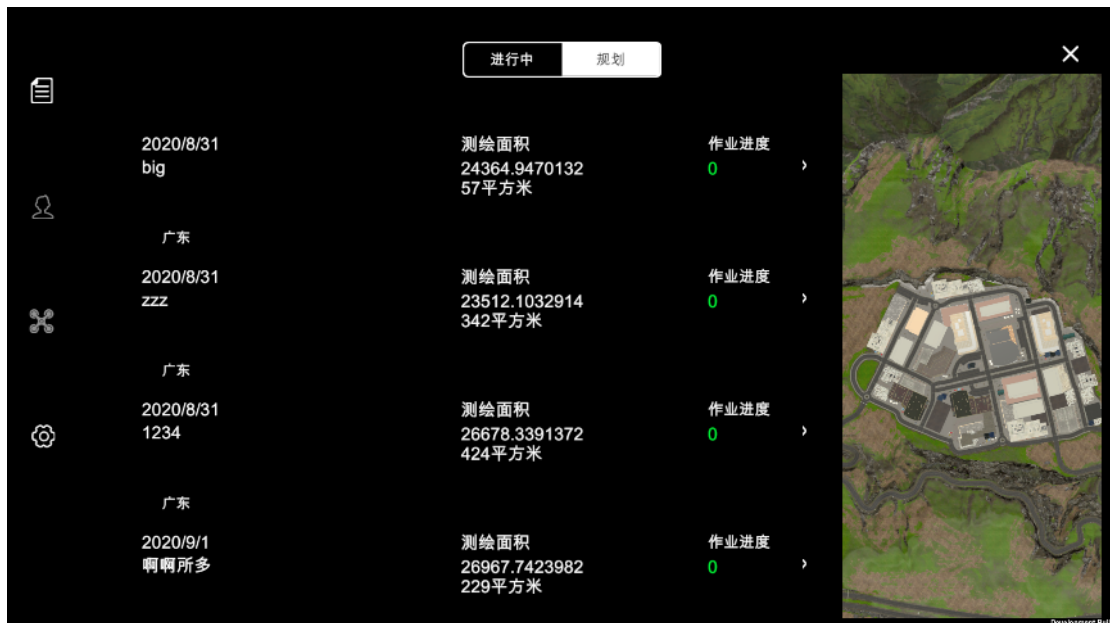 进行中 规划
2020/8/31 测绘面积 作业进度
big 24364.9470132 0
57平方米
广东
2020/8/31 测绘面积 作业进度
zzz 23512.1032914 0
342平方米
广东
2020/8/31 测绘面积 作业进度
1234 26678.3391372 0
424平方米
广东
2020/9/1 测绘面积 作业进度
啊啊所多 26967.7423982 0
229平方米
Development